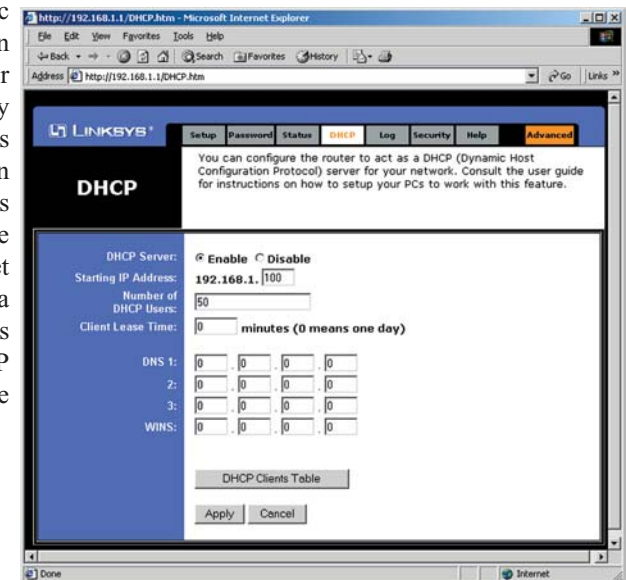 c
n
r
y
s
n
s
e
et
a
s
P
e
http://192.168.1.1/DHCP.htm - Microsoft Internet Explorer
File Edit View Favorites Tools Help
Back Search Favorites History
Address http://192.168.1.1/DHCP.htm Go Links »
LINKSYS® Setup Password Status DHCP Log Security Help Advanced
DHCP
You can configure the router to act as a DHCP (Dynamic Host
Configuration Protocol) server for your network. Consult the user guide
for instructions on how to setup your PCs to work with this feature.
DHCP Server: Enable Disable
Starting IP Address: 192.168.1. 100
Number of
DHCP Users: 50
Client Lease Time: 0 minutes (0 means one day)
DNS 1: 0 . 0 . 0 . 0
2: 0 . 0 . 0 . 0
3: 0 . 0 . 0 . 0
WINS: 0 . 0 . 0 . 0
DHCP Clients Table
Apply Cancel
Done Internet